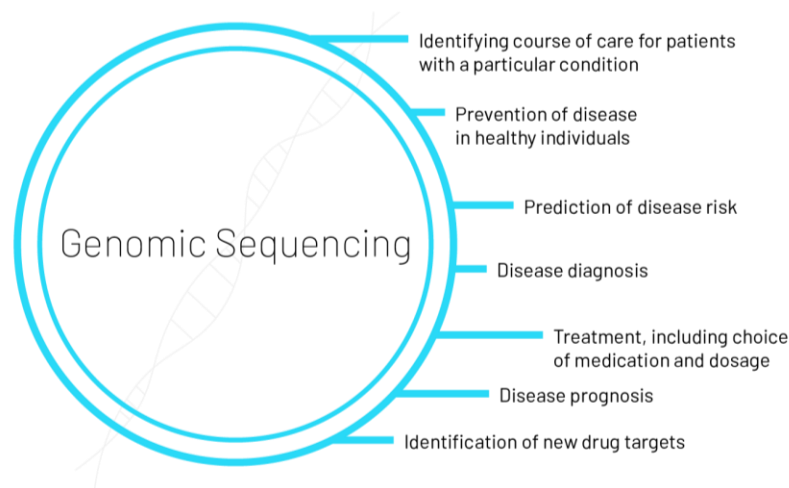 Identifying course of care for patients
with a particular condition
Prevention of disease
in healthy individuals
Prediction of disease risk
Genomic Sequencing
Disease diagnosis
Treatment, including choice
of medication and dosage
Disease prognosis
Identification of new drug targets